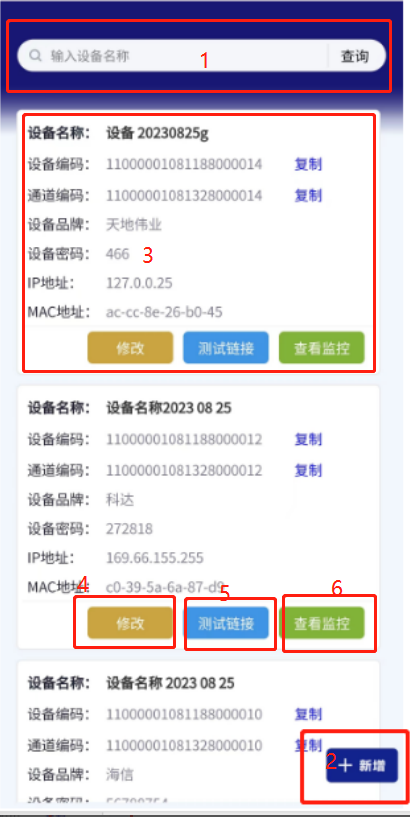 输入设备名称 1 查询
设备名称: 设备 20230825g
设备编码: 11000001081188000014 复制
通道编码: 11000001081328000014 复制
设备品牌: 天地伟业
设备密码: 466 3
IP地址: 127.0.0.25
MAC地址: ac-cc-8e-26-b0-45
修改 测试链接 查看监控
设备名称: 设备名称2023 08 25
设备编码: 11000001081188000012 复制
通道编码: 11000001081328000012 复制
设备品牌: 科达
设备密码: 272818
IP地址: 169.66.155.255
MAC地址: c0-39-5a-6a-87-d9
4 5 6
修改 测试链接 查看监控
设备名称: 设备名称 2023 08 25
设备编码: 11000001081188000010 复制
通道编码: 11000001081328000010 复制
设备品牌: 海信
2 + 新增
设备密码: